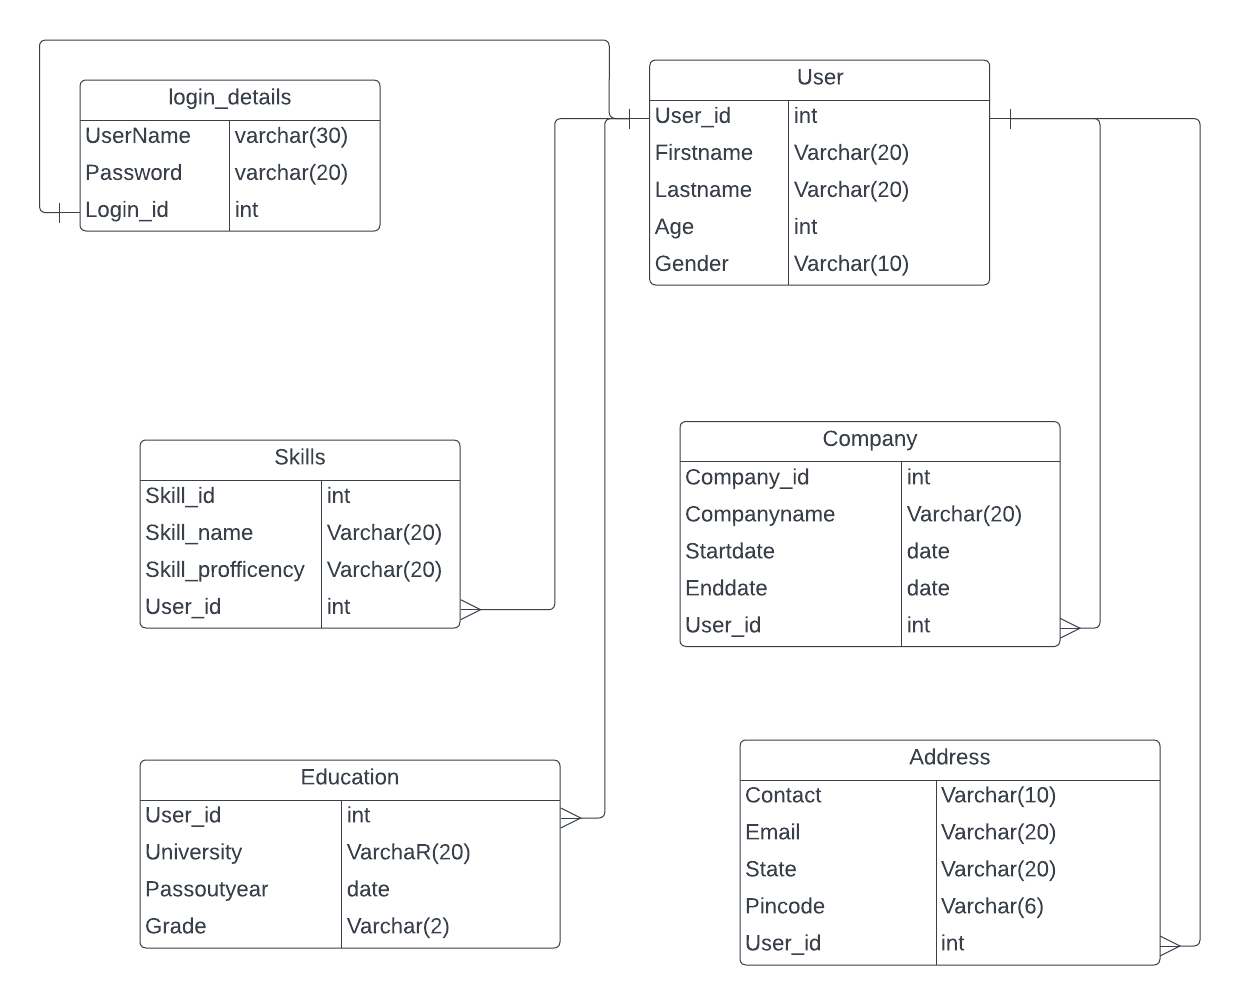 login_details
UserName varchar(30)
Password varchar(20)
Login_id int
User
User_id int
Firstname Varchar(20)
Lastname Varchar(20)
Age int
Gender Varchar(10)
Skills
Skill_id int
Skill_name Varchar(20)
Skill_profficency Varchar(20)
User_id int
Company
Company_id int
Companyname Varchar(20)
Startdate date
Enddate date
User_id int
Education
User_id int
University VarchaR(20)
Passoutyear date
Grade Varchar(2)
Address
Contact Varchar(10)
Email Varchar(20)
State Varchar(20)
Pincode Varchar(6)
User_id int